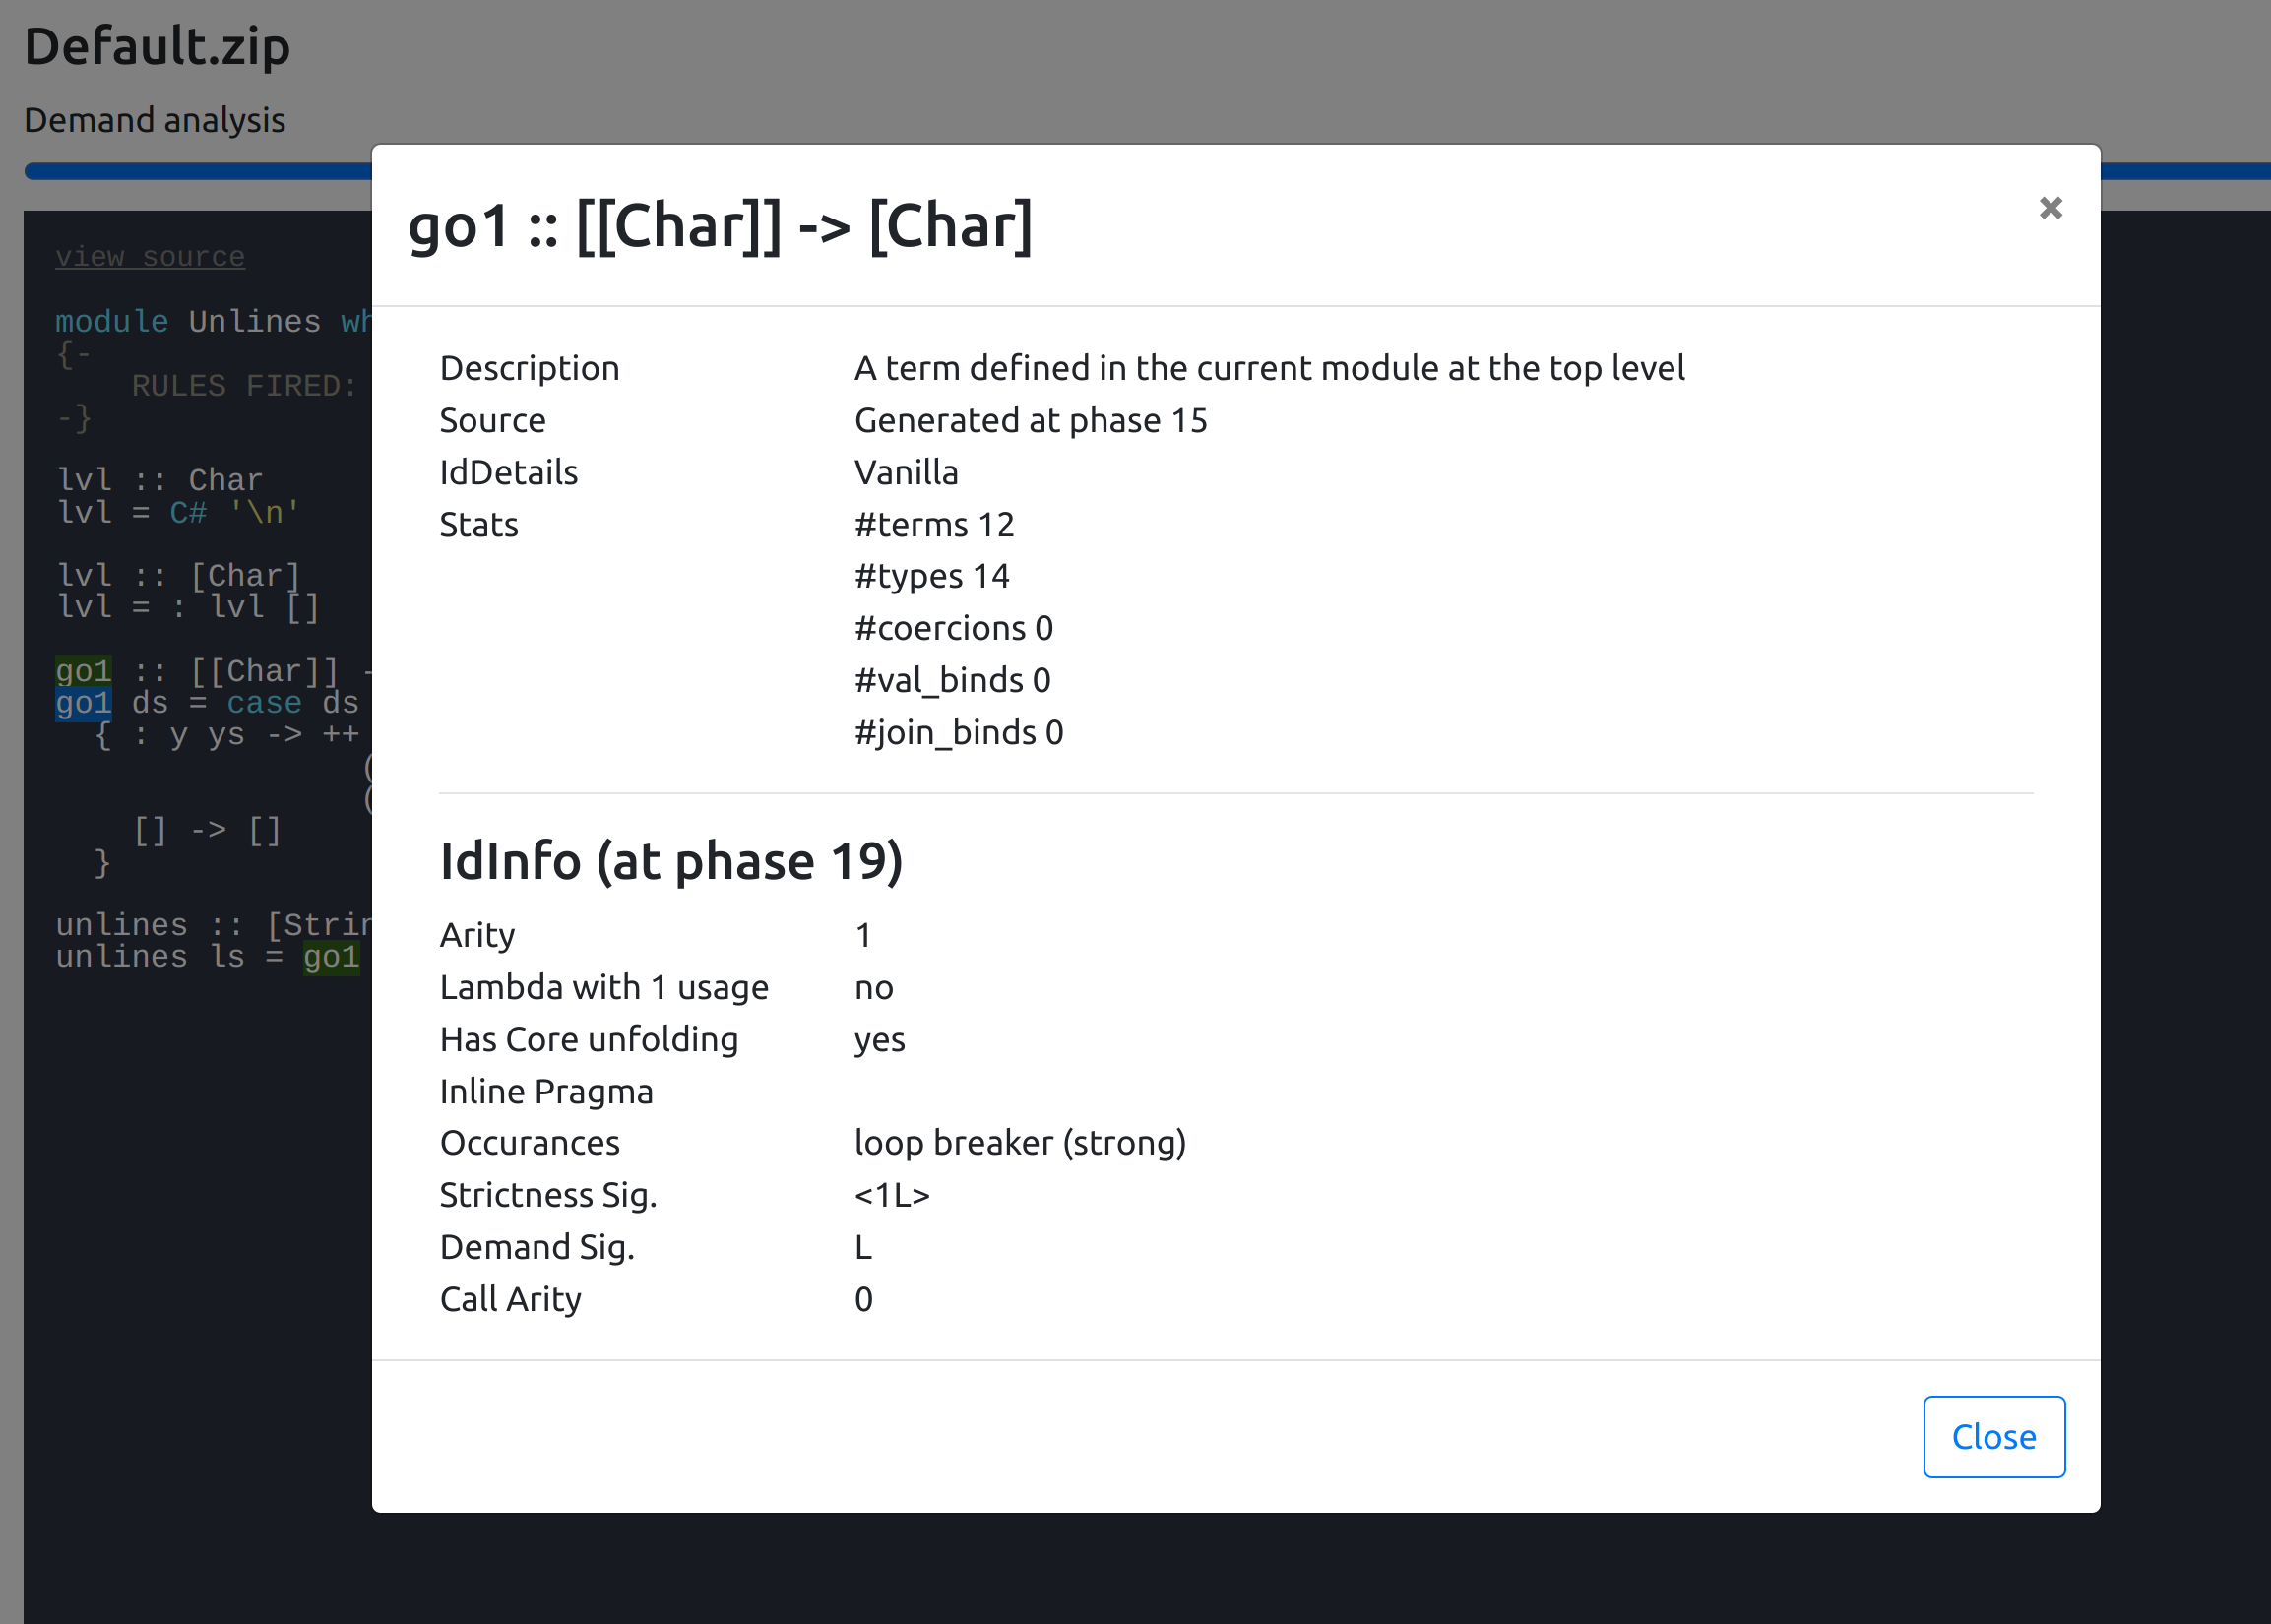 Default.zip
Demand analysis
view source
module Unlines wh
{-
    RULES FIRED:
-}
lvl :: Char
lvl = C# '\n'
lvl :: [Char]
lvl = : lvl []
go1 :: [[Char]] -
go1 ds = case ds
  { : y ys -> ++
(
(
    [] -> []
  }
unlines :: [Strin
unlines ls = go1
go1 :: [[Char]] -> [Char]
×
Description A term defined in the current module at the top level
Source Generated at phase 15
IdDetails Vanilla
Stats #terms 12
#types 14
#coercions 0
#val_binds 0
#join_binds 0
IdInfo (at phase 19)
Arity 1
Lambda with 1 usage no
Has Core unfolding yes
Inline Pragma
Occurances loop breaker (strong)
Strictness Sig. <1L>
Demand Sig. L
Call Arity 0
Close